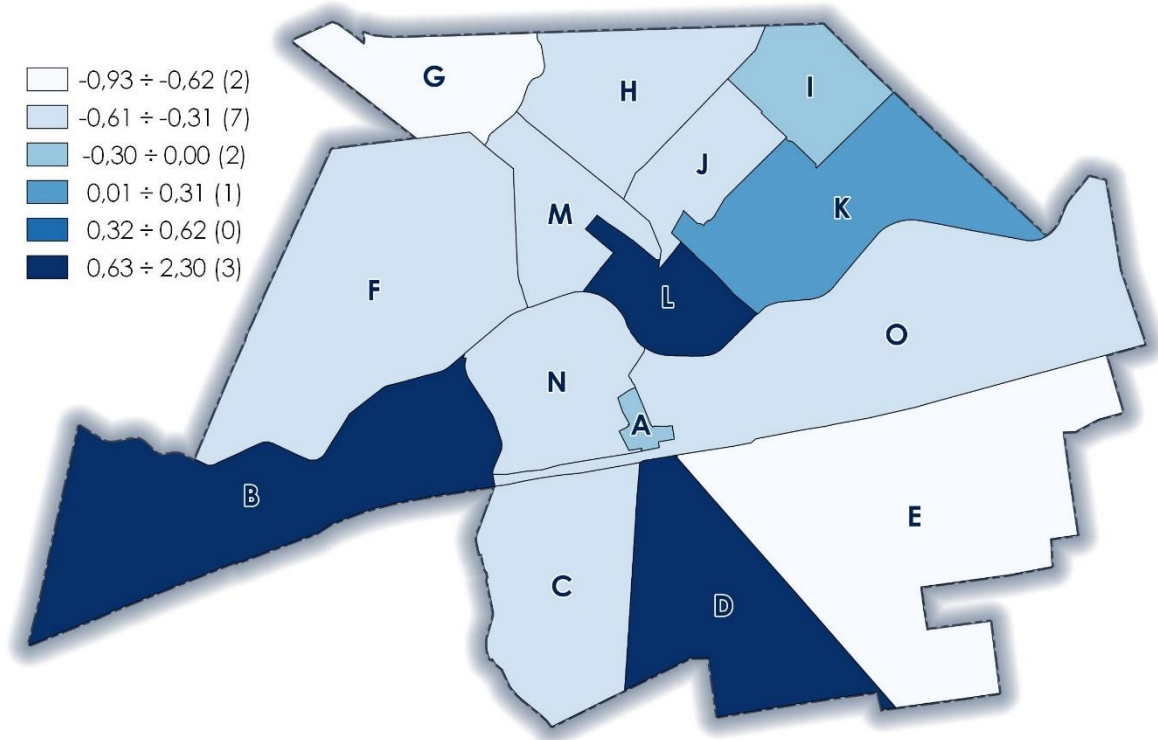 -0,93 ÷ -0,62 (2)
-0,61 ÷ -0,31 (7)
-0,30 ÷ 0,00 (2)
0,01 ÷ 0,31 (1)
0,32 ÷ 0,62 (0)
0,63 ÷ 2,30 (3)
G
H
I
J
K
M
F
L
O
N
A
B
E
C
D